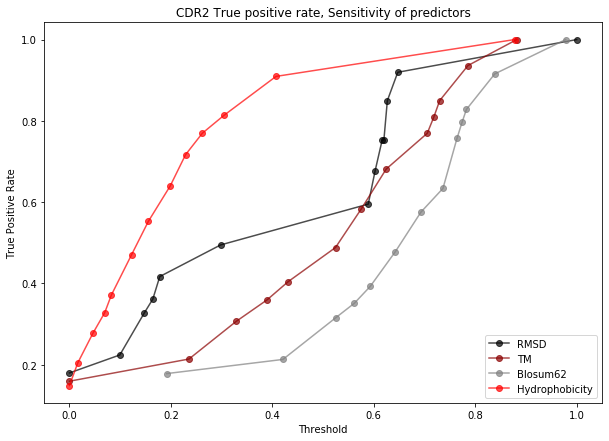 CDR2 True positive rate, Sensitivity of predictors
1.0
0.8
0.6
0.4
0.2
True Positive Rate
RMSD
TM
Blosum62
Hydrophobicity
0.0 0.2 0.4 0.6 0.8 1.0
Threshold